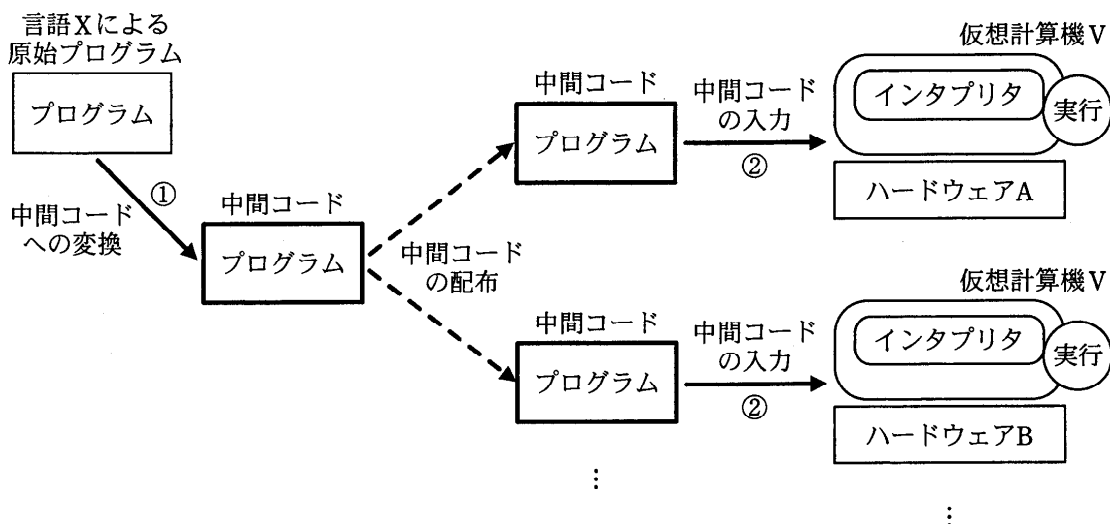 言語Xによる
原始プログラム
プログラム
①
中間コード
への変換
中間コード
プログラム
中間コード
の配布
中間コード
プログラム
中間コード
の入力
②
仮想計算機V
インタプリタ
実行
ハードウェアA
中間コード
プログラム
中間コード
の入力
②
仮想計算機V
インタプリタ
実行
ハードウェアB
⋮
⋮